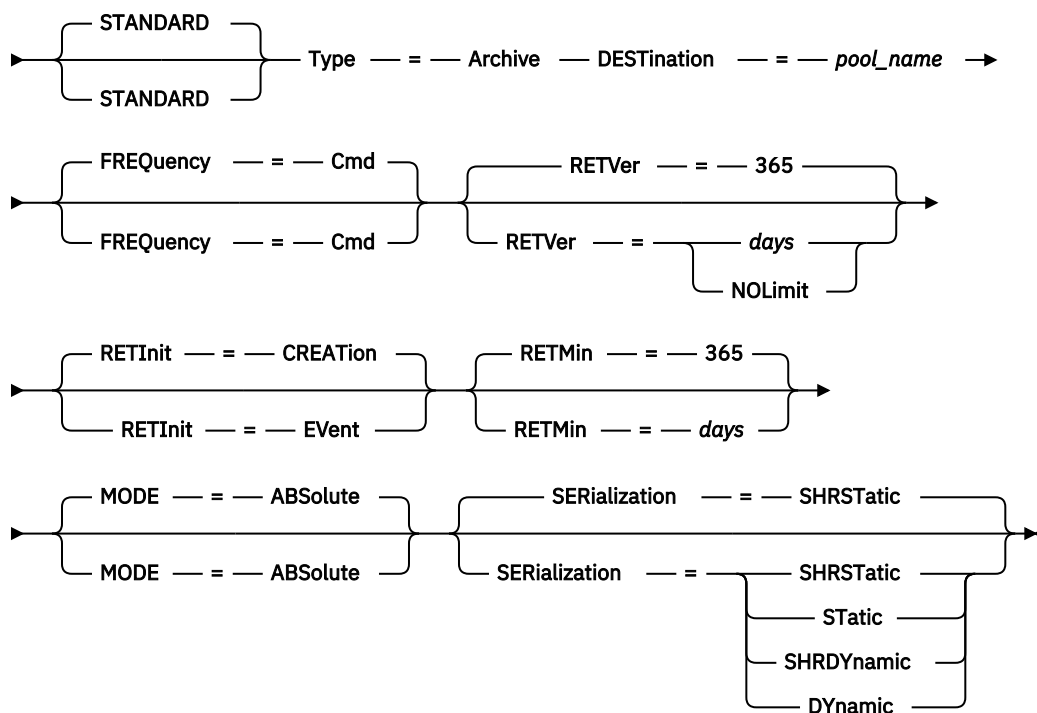 STANDARD
Type = Archive DESTination = pool_name
STANDARD
FREQuency = Cmd RETVer = 365
FREQuency = Cmd RETVer = days
NOLimit
RETInit = CREATion RETMin = 365
RETInit = EVent RETMin = days
MODE = ABSolute SERialization = SHRSTatic
MODE = ABSolute SERialization = SHRSTatic
STatic
SHRDYnamic
DYnamic